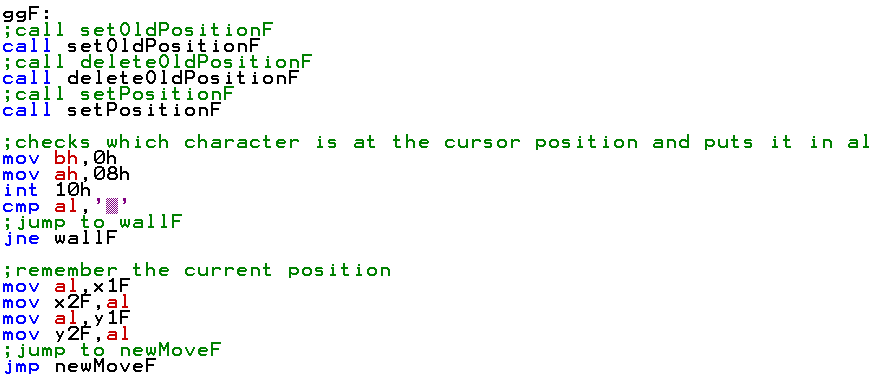 ggF:
;call setOldPositionF
call setOldPositionF
;call deleteOldPositionF
call deleteOldPositionF
;call setPositionF
call setPositionF
;checks which character is at the cursor position and puts it in al
mov bh,0h
mov ah,08h
int 10h
cmp al,'▒'
;jump to wallF
jne wallF
;remember the current position
mov al,x1F
mov x2F,al
mov al,y1F
mov y2F,al
;jump to newMoveF
jmp newMoveF